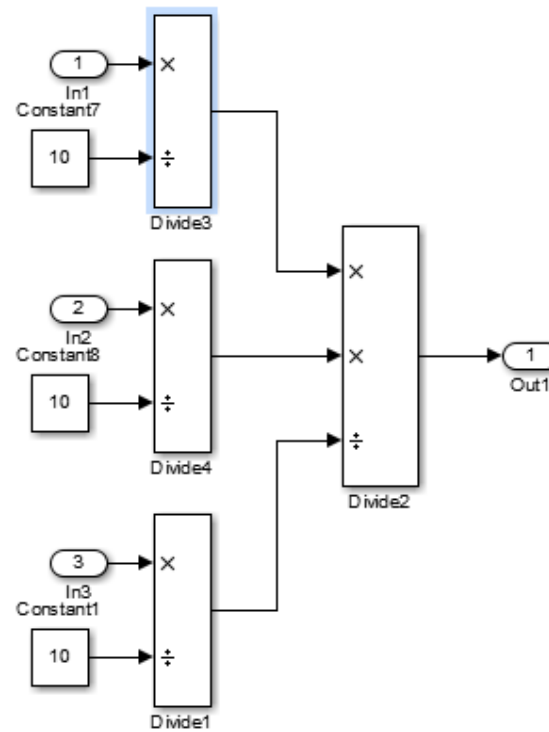 1
×
In1
Constant7
10
÷
Divide3
×
2
×
In2
Constant8
×
1
Out1
10
÷
Divide4
÷
Divide2
3
×
In3
Constant1
10
÷
Divide1